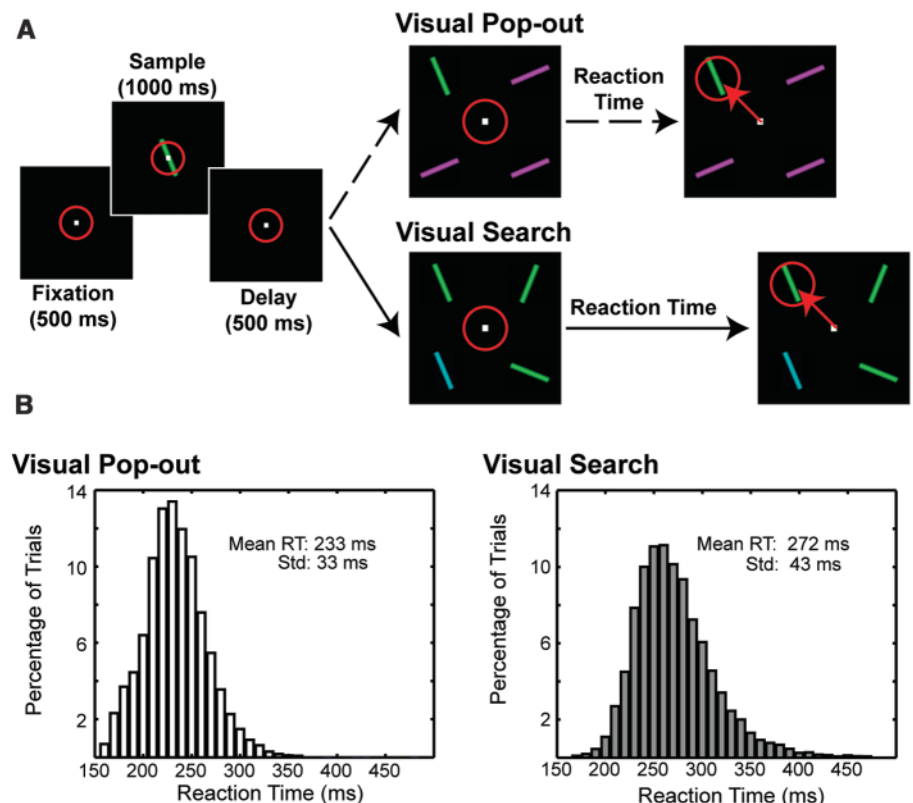 A
Sample
(1000 ms)
Fixation
(500 ms)
Delay
(500 ms)
Visual Pop-out
Reaction
Time
Visual Search
Reaction Time
B
Visual Pop-out
14
10
6
2
Percentage of Trials
Mean RT: 233 ms
Std: 33 ms
150 200 250 300 350 400 450
Reaction Time (ms)
Visual Search
14
10
6
2
Percentage of Trials
Mean RT: 272 ms
Std: 43 ms
150 200 250 300 350 400 450
Reaction Time (ms)